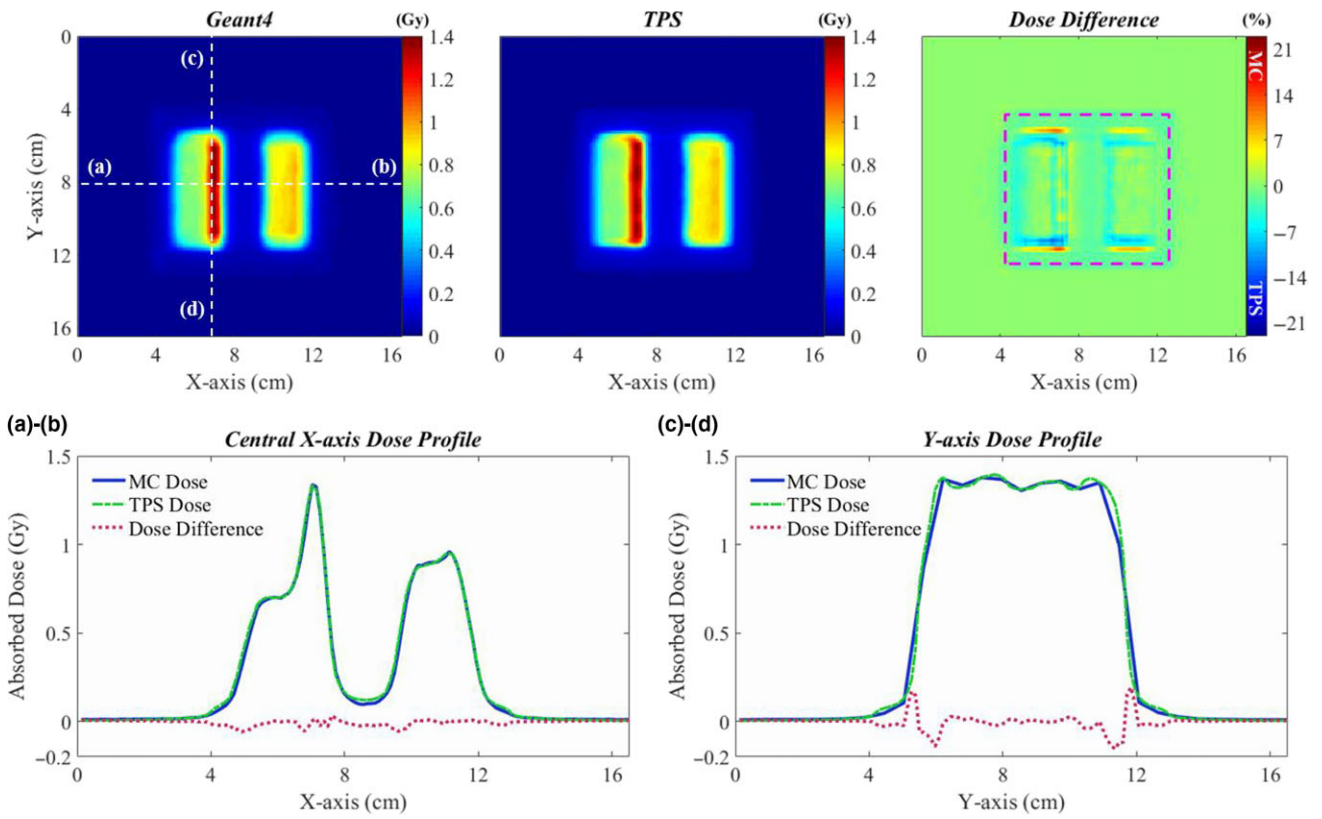 Geant4 (Gy) TPS (Gy) Dose Difference (%)
0 1.4 1.4 21
(c) MC
1.2 1.2 14
4 1 1 7
Y-axis (cm) (a) (b)
8 0.8 0.8 0
0.6 0.6 −7
12 0.4 0.4 −14
(d) 0.2 0.2 TPS
16 0 0 −21
0 4 8 12 16 0 4 8 12 16 0 4 8 12 16
X-axis (cm) X-axis (cm) X-axis (cm)
(a)-(b) (c)-(d)
Central X-axis Dose Profile Y-axis Dose Profile
1.5 1.5
MC Dose MC Dose
TPS Dose TPS Dose
Dose Difference Dose Difference
1 1
Absorbed Dose (Gy) Absorbed Dose (Gy)
0.5 0.5
0 0
−0.2 −0.2
0 4 8 12 16 0 4 8 12 16
X-axis (cm) Y-axis (cm)